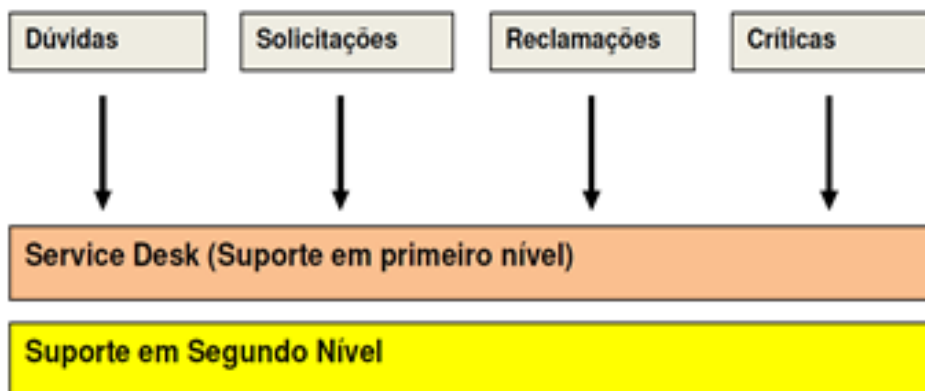 Dúvidas
Solicitações
Reclamações
Críticas
Service Desk (Suporte em primeiro nível)
Suporte em Segundo Nível